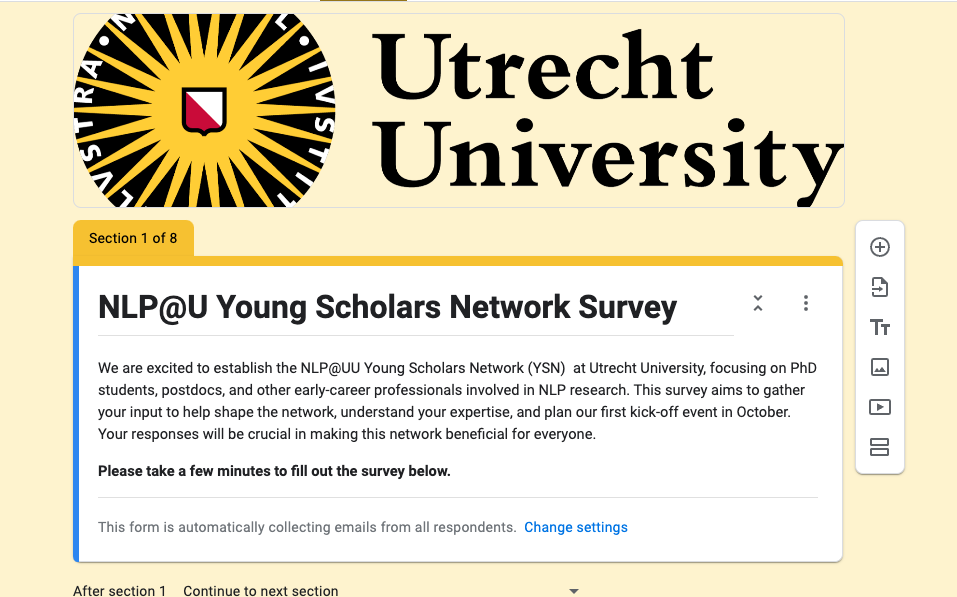 Utrecht
University
Section 1 of 8
NLP@U Young Scholars Network Survey
We are excited to establish the NLP@UU Young Scholars Network (YSN)  at Utrecht University, focusing on PhD
students, postdocs, and other early-career professionals involved in NLP research. This survey aims to gather
your input to help shape the network, understand your expertise, and plan our first kick-off event in October.
Your responses will be crucial in making this network beneficial for everyone.
Please take a few minutes to fill out the survey below.
This form is automatically collecting emails from all respondents. Change settings
After section 1 Continue to next section